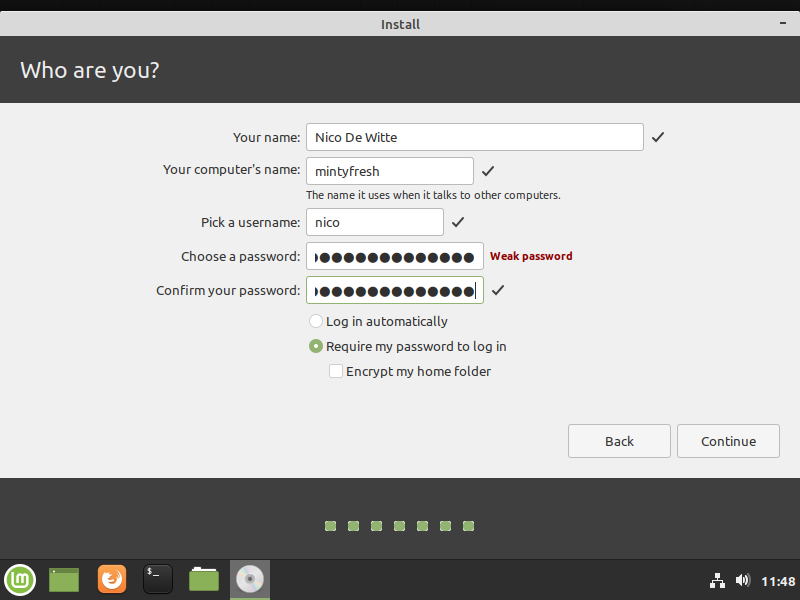 Install
Who are you?
Your name: Nico De Witte
Your computer's name: mintyfresh
The name it uses when it talks to other computers.
Pick a username: nico
Choose a password: ●●●●●●●●●●●●●● Weak password
Confirm your password: ●●●●●●●●●●●●●●
Log in automatically
Require my password to log in
Encrypt my home folder
Back Continue
$_ 11:48